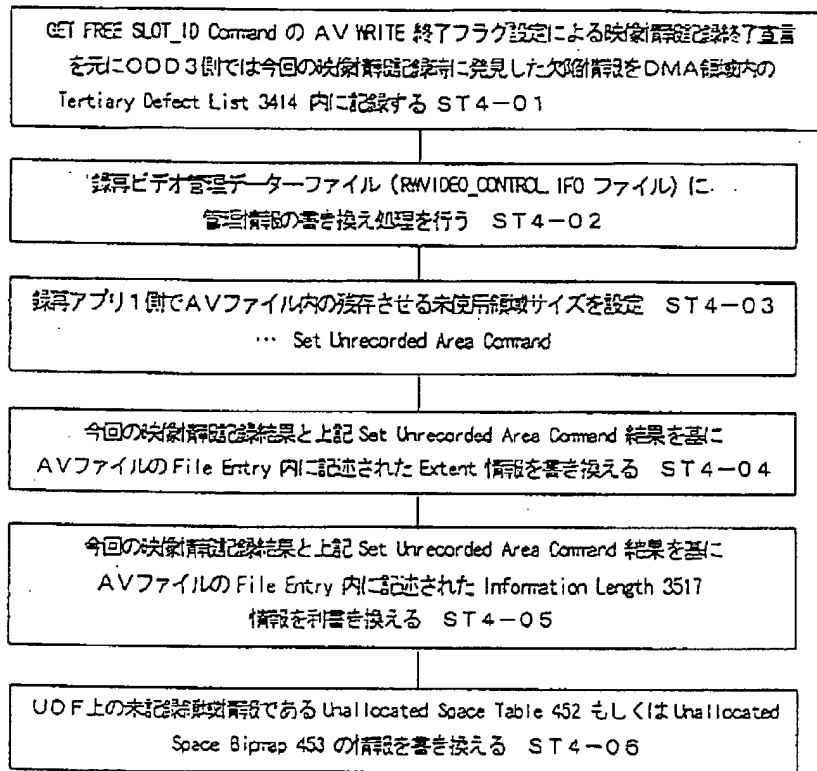 GET FREE SLOT_ID Command の AV WRITE 終了フラグ設定による映像情報記録終了宣言
を元にODD3側では今回の映像情報記録時に発見した欠陥情報をDMA領域内の
Tertiary Defect List 3414 内に記録する ST4-01
録再ビデオ管理データーファイル (RWVIDEO_CONTROL.IFO ファイル) に
管理情報の書き換え処理を行う ST4-02
録再アプリ1側でAVファイル内の残存させる未使用領域サイズを設定 ST4-03
… Set Unrecorded Area Command
今回の映像情報記録結果と上記 Set Unrecorded Area Command 結果を基に
AVファイルの File Entry 内に記述された Extent 情報を書き換える ST4-04
今回の映像情報記録結果と上記 Set Unrecorded Area Command 結果を基に
AVファイルの File Entry 内に記述された Information Length 3517
情報を利書き換える ST4-05
UDF上の未記録領域情報である Unallocated Space Table 452 もしくは Unallocated
Space Bipmap 453 の情報を書き換える ST4-06